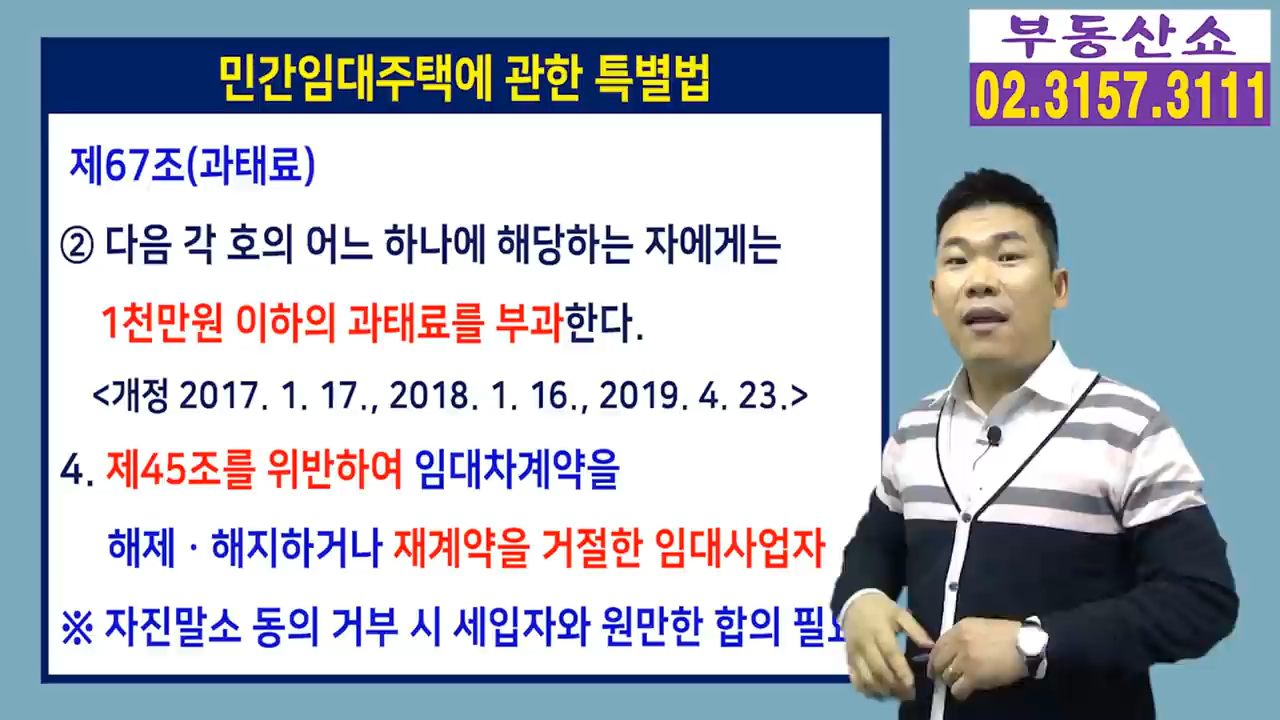 부동산쇼
02.3157.3111
민간임대주택에 관한 특별법
제67조(과태료)
② 다음 각 호의 어느 하나에 해당하는 자에게는
1천만원 이하의 과태료를 부과한다.
<개정 2017. 1. 17., 2018. 1. 16., 2019. 4. 23.>
4. 제45조를 위반하여 임대차계약을
해제 · 해지하거나 재계약을 거절한 임대사업자
※ 자진말소 동의 거부 시 세입자와 원만한 합의